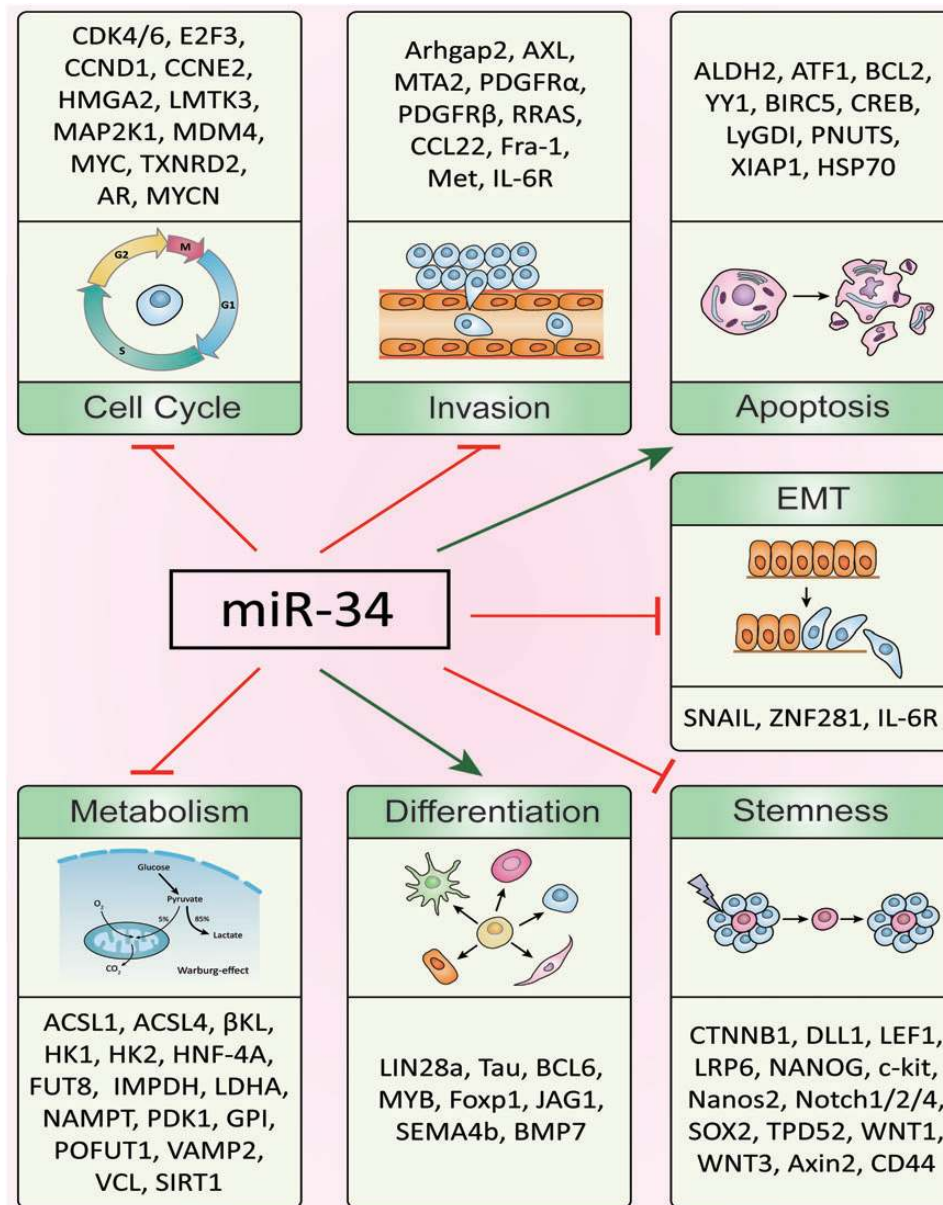 CDK4/6, E2F3,
CCND1, CCNE2,
HMGA2, LMTK3,
MAP2K1, MDM4,
MYC, TXNRD2,
AR, MYCN
G2
M
G1
S
Cell Cycle
Arhgap2, AXL,
MTA2, PDGFRα,
PDGFRβ, RRAS,
CCL22, Fra-1,
Met, IL-6R
Invasion
ALDH2, ATF1, BCL2,
YY1, BIRC5, CREB,
LyGDI, PNUTS,
XIAP1, HSP70
Apoptosis
miR-34
EMT
SNAIL, ZNF281, IL-6R
Metabolism
Glucose
Pyruvate
O₂
5%
85%
Lactate
CO₂
Warburg-effect
ACSL1, ACSL4, βKL,
HK1, HK2, HNF-4A,
FUT8, IMPDH, LDHA,
NAMPT, PDK1, GPI,
POFUT1, VAMP2,
VCL, SIRT1
Differentiation
LIN28a, Tau, BCL6,
MYB, Foxp1, JAG1,
SEMA4b, BMP7
Stemness
CTNNB1, DLL1, LEF1,
LRP6, NANOG, c-kit,
Nanos2, Notch1/2/4,
SOX2, TPD52, WNT1,
WNT3, Axin2, CD44